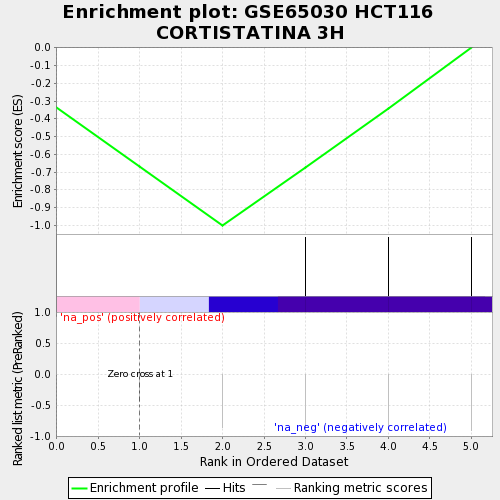 Enrichment plot: GSE65030 HCT116
CORTISTATINA 3H
Enrichment score (ES)
0.0
-0.1
-0.2
-0.3
-0.4
-0.5
-0.6
-0.7
-0.8
-0.9
-1.0
Ranked list metric (PreRanked)
1.0
0.5
0.0
-0.5
-1.0
'na_pos' (positively correlated)
Zero cross at 1
'na_neg' (negatively correlated)
0.0 0.5 1.0 1.5 2.0 2.5 3.0 3.5 4.0 4.5 5.0
Rank in Ordered Dataset
Enrichment profile Hits Ranking metric scores